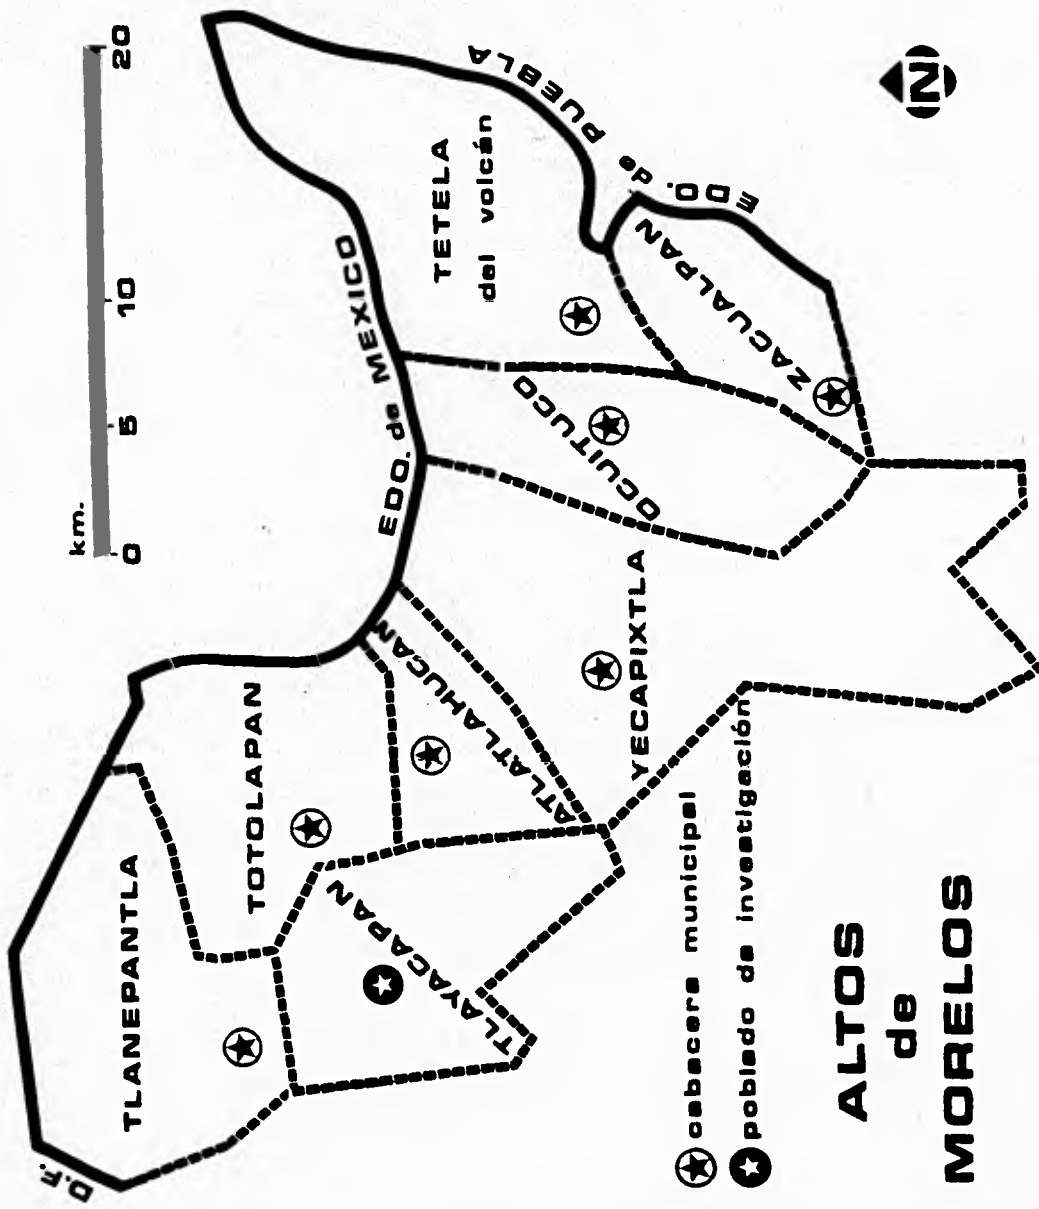 km.
0 5 10 20
D.F.
EDO. de MEXICO
EDO. de PUEBLA
TLANEPANTLA
TOTOLAPAN
TLAYACAPAN
ATLATLAHUCAN
YECAPIXTLA
OCUITUCO
TETELA
del volcán
ZACUALPAN
cabecera municipal
poblado de investigación
ALTOS
de
MORELOS
N